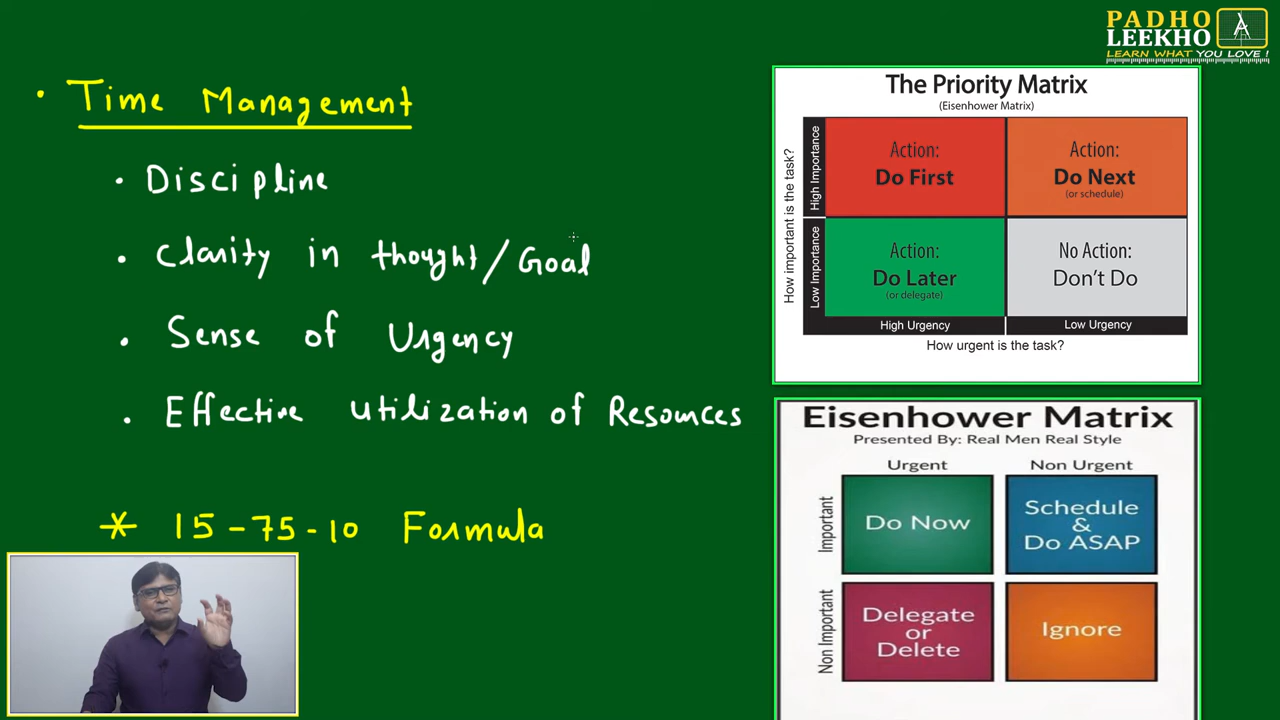 PADHO
LEEKHO
LEARN WHAT YOU LOVE !
• Time Management
• Discipline
• Clarity in thought/Goal
• Sense of Urgency
• Effective Utilization of Resources
* 15-75-10 Formula
The Priority Matrix
(Eisenhower Matrix)
How important is the task?
High Importance
Low Importance
Action:
Do First
Action:
Do Next
(or schedule)
Action:
Do Later
(or delegate)
No Action:
Don't Do
High Urgency
Low Urgency
How urgent is the task?
Eisenhower Matrix
Presented By: Real Men Real Style
Urgent
Non Urgent
Important
Do Now
Schedule
&
Do ASAP
Non Important
Delegate
or
Delete
Ignore